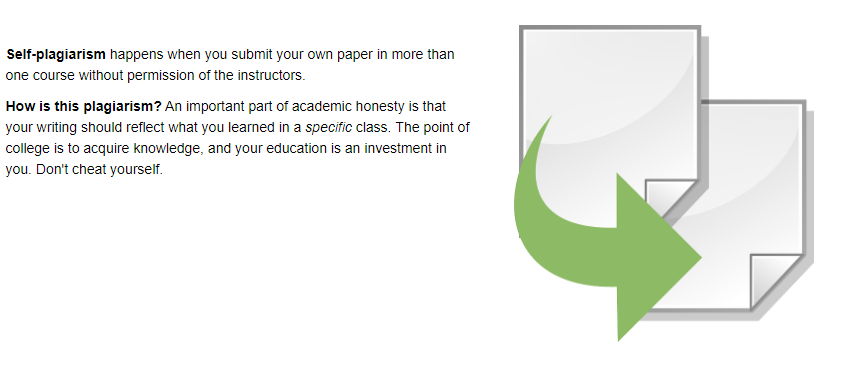 Self-plagiarism happens when you submit your own paper in more than
one course without permission of the instructors.
How is this plagiarism? An important part of academic honesty is that
your writing should reflect what you learned in a specific class. The point of
college is to acquire knowledge, and your education is an investment in
you. Don't cheat yourself.